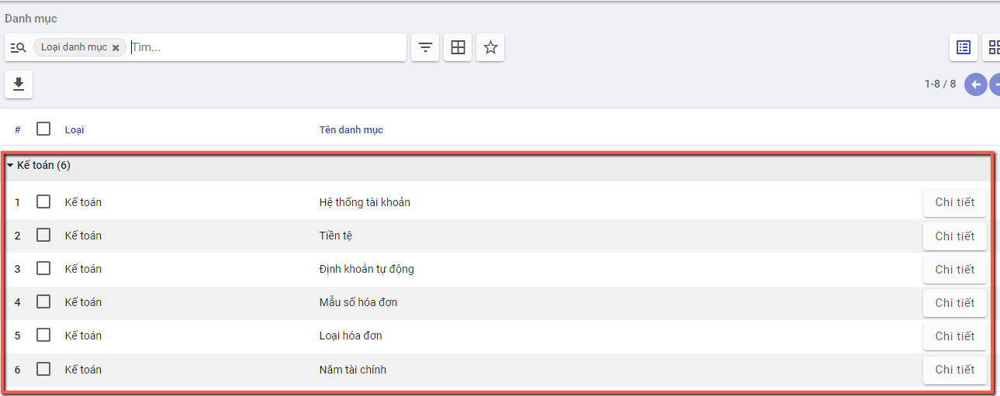 Danh mục
Loại danh mục × Tìm...
1-8 / 8
# Loại Tên danh mục
Kế toán (6)
1 Kế toán Hệ thống tài khoản Chi tiết
2 Kế toán Tiền tệ Chi tiết
3 Kế toán Định khoản tự động Chi tiết
4 Kế toán Mẫu số hóa đơn Chi tiết
5 Kế toán Loại hóa đơn Chi tiết
6 Kế toán Năm tài chính Chi tiết